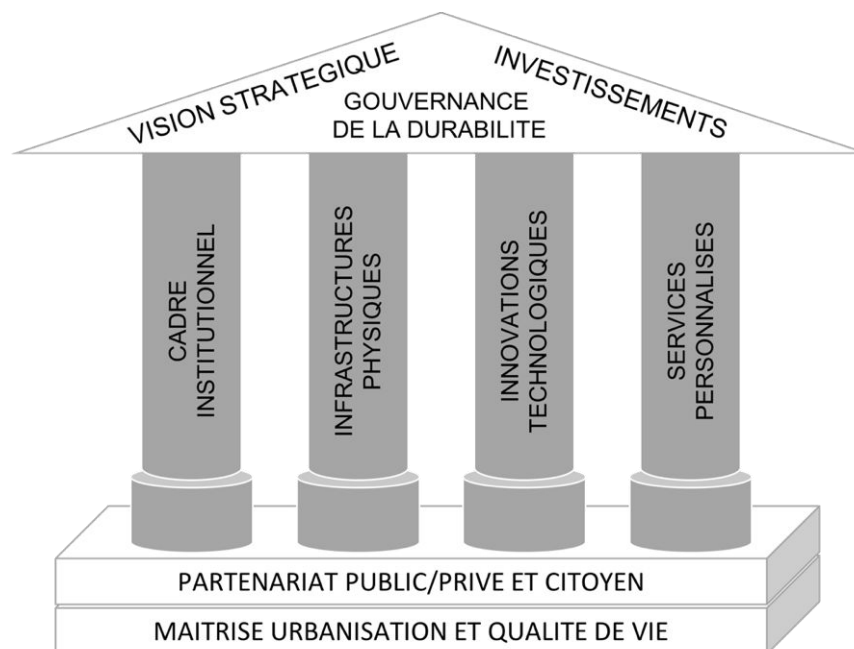 VISION STRATEGIQUE
INVESTISSEMENTS
GOUVERNANCE
DE LA DURABILITE
CADRE
INSTITUTIONNEL
INFRASTRUCTURES
PHYSIQUES
INNOVATIONS
TECHNOLOGIQUES
SERVICES
PERSONNALISES
PARTENARIAT PUBLIC/PRIVE ET CITOYEN
MAITRISE URBANISATION ET QUALITE DE VIE